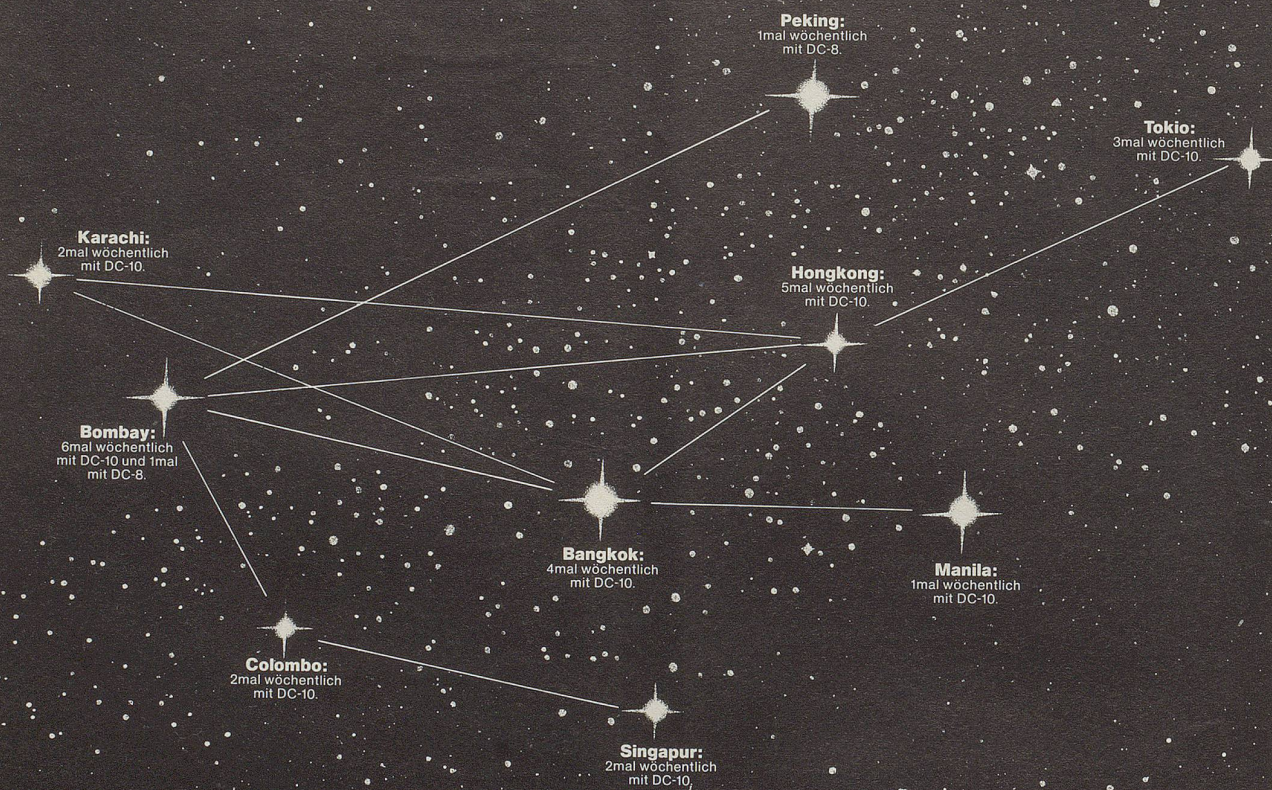 Peking:
1mal wöchentlich
mit DC-8.
Tokio:
3mal wöchentlich
mit DC-10.
Karachi:
2mal wöchentlich
mit DC-10.
Hongkong:
5mal wöchentlich
mit DC-10.
Bombay:
6mal wöchentlich
mit DC-10 und 1mal
mit DC-8.
Bangkok:
4mal wöchentlich
mit DC-10.
Manila:
1mal wöchentlich
mit DC-10.
Colombo:
2mal wöchentlich
mit DC-10.
Singapur:
2mal wöchentlich
mit DC-10.